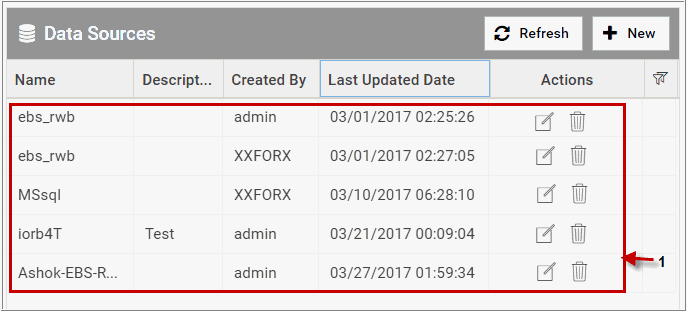 Data Sources Refresh New
Name Descript... Created By Last Updated Date Actions
ebs_rwb admin 03/01/2017 02:25:26
ebs_rwb XXFORX 03/01/2017 02:27:05
MSsql XXFORX 03/10/2017 06:28:10
iorb4T Test admin 03/21/2017 00:09:04
Ashok-EBS-R... admin 03/27/2017 01:59:34
1